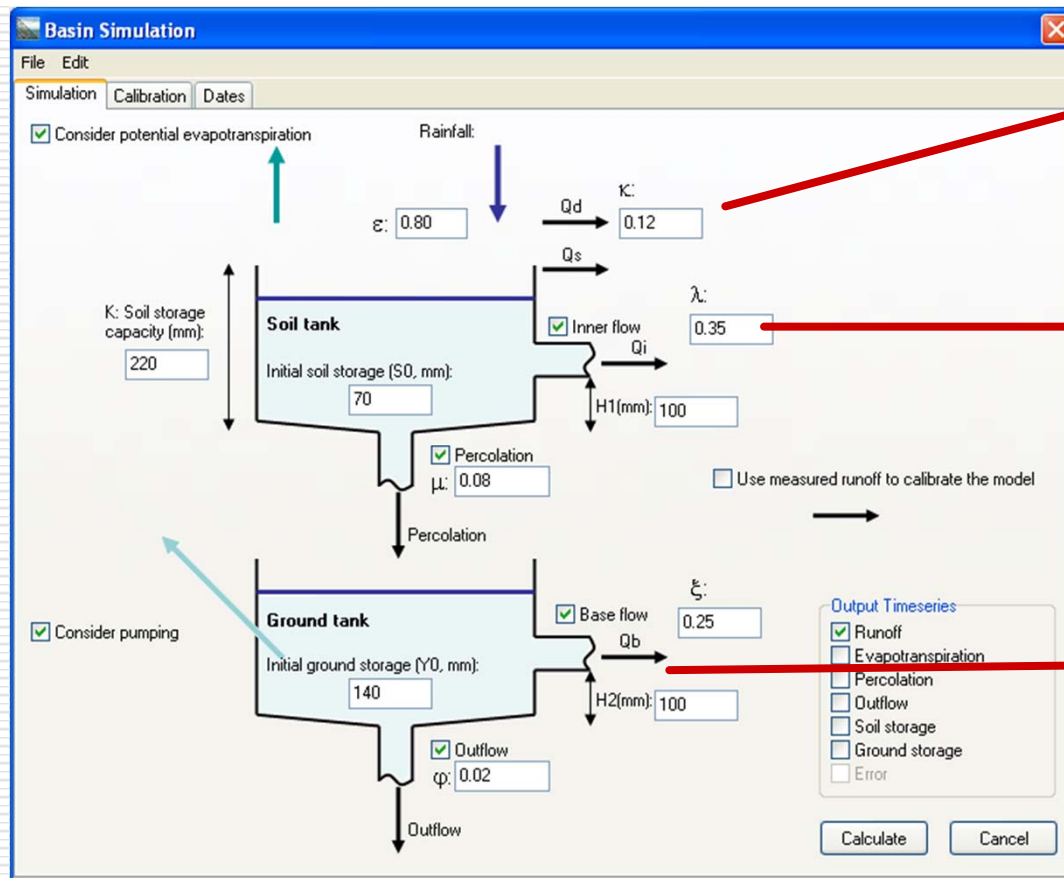 Basin Simulation
File Edit
Simulation Calibration Dates
Consider potential evapotranspiration
Rainfall:
ε: 0.80
Qd
κ:
0.12
Qs
K: Soil storage
capacity (mm):
220
Soil tank
Initial soil storage (S0, mm):
70
Inner flow
Qi
λ:
0.35
H1(mm): 100
Percolation
μ: 0.08
Percolation
Use measured runoff to calibrate the model
Consider pumping
Ground tank
Initial ground storage (Y0, mm):
140
Base flow
Qb
ξ:
0.25
H2(mm): 100
Outflow
φ: 0.02
Outflow
Output Timeseries
Runoff
Evapotranspiration
Percolation
Outflow
Soil storage
Ground storage
Error
Calculate Cancel